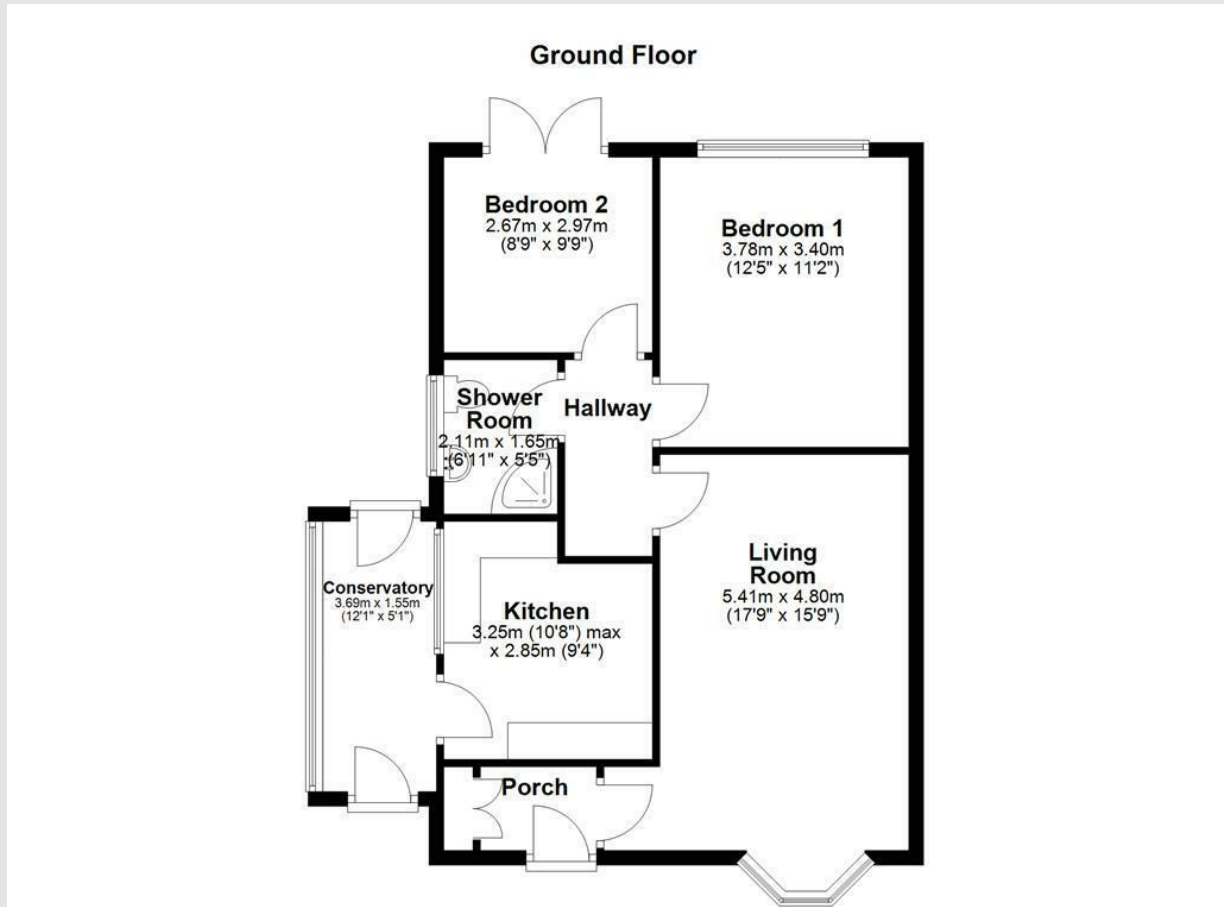 Ground Floor
Bedroom 2
2.67m x 2.97m
(8'9" x 9'9")
Bedroom 1
3.78m x 3.40m
(12'5" x 11'2")
Shower
Room
2.11m x 1.65m
(6'11" x 5'5")
Hallway
Living
Room
5.41m x 4.80m
(17'9" x 15'9")
Conservatory
3.69m x 1.55m
(12'1" x 5'1")
Kitchen
3.25m (10'8") max
x 2.85m (9'4")
Porch